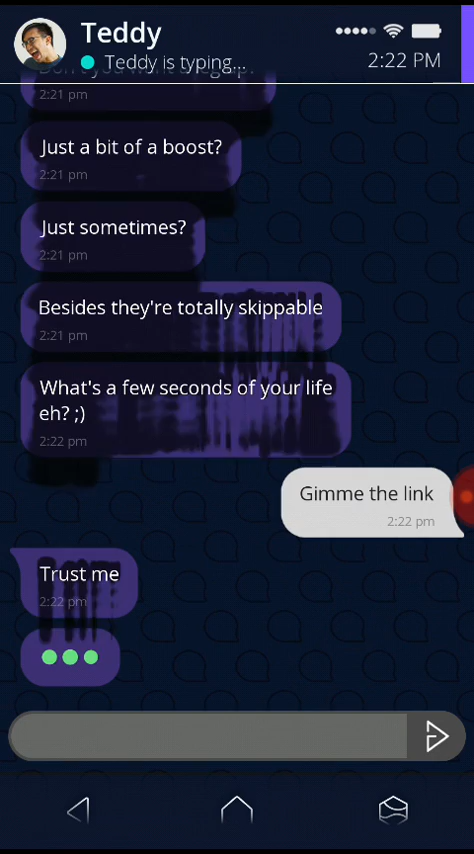 Teddy
Teddy is typing...
2:22 PM
2:21 pm
Just a bit of a boost?
2:21 pm
Just sometimes?
2:21 pm
Besides they're totally skippable
2:21 pm
What's a few seconds of your life
eh? ;)
2:22 pm
Gimme the link
2:22 pm
Trust me
2:22 pm